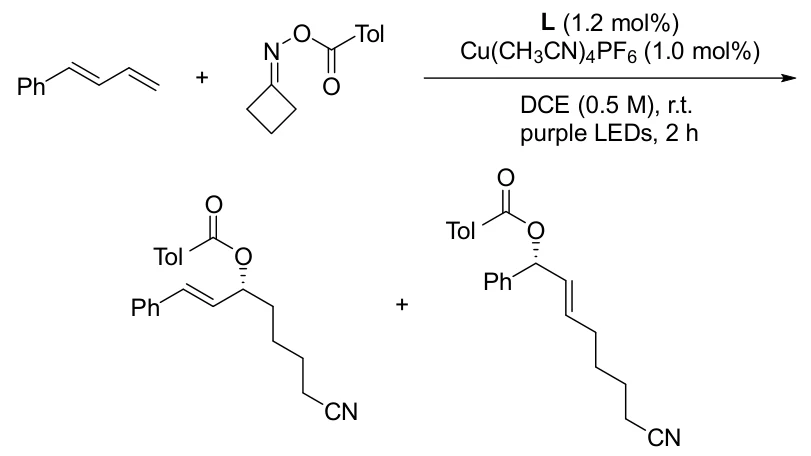 L (1.2 mol%)
Cu(CH3CN)4PF6 (1.0 mol%)
DCE (0.5 M), r.t.
purple LEDs, 2 h
Ph
+
N
O
Tol
O
O
Tol
O
Ph
CN
+
O
Tol
O
Ph
CN